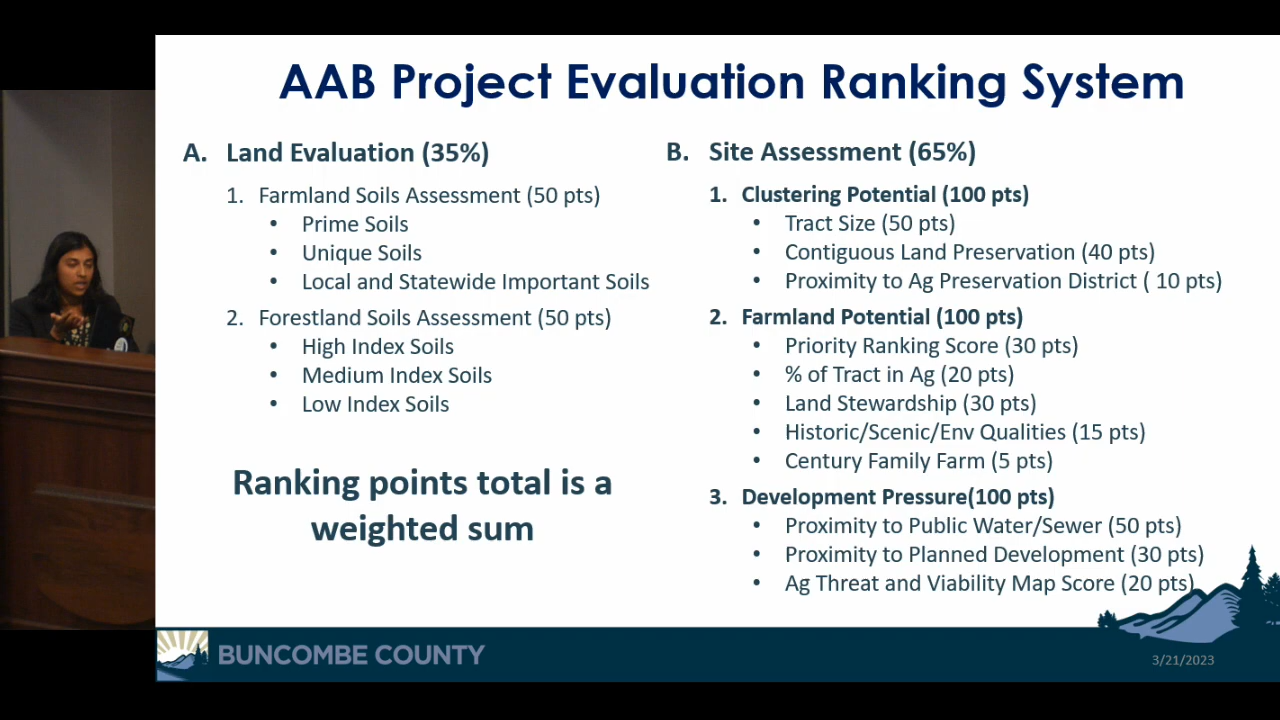 AAB Project Evaluation Ranking System
A. Land Evaluation (35%)
1. Farmland Soils Assessment (50 pts)
• Prime Soils
• Unique Soils
• Local and Statewide Important Soils
2. Forestland Soils Assessment (50 pts)
• High Index Soils
• Medium Index Soils
• Low Index Soils
Ranking points total is a
weighted sum
B. Site Assessment (65%)
1. Clustering Potential (100 pts)
• Tract Size (50 pts)
• Contiguous Land Preservation (40 pts)
• Proximity to Ag Preservation District ( 10 pts)
2. Farmland Potential (100 pts)
• Priority Ranking Score (30 pts)
• % of Tract in Ag (20 pts)
• Land Stewardship (30 pts)
• Historic/Scenic/Env Qualities (15 pts)
• Century Family Farm (5 pts)
3. Development Pressure(100 pts)
• Proximity to Public Water/Sewer (50 pts)
• Proximity to Planned Development (30 pts)
• Ag Threat and Viability Map Score (20 pts)
BUNCOMBE COUNTY
3/21/2023